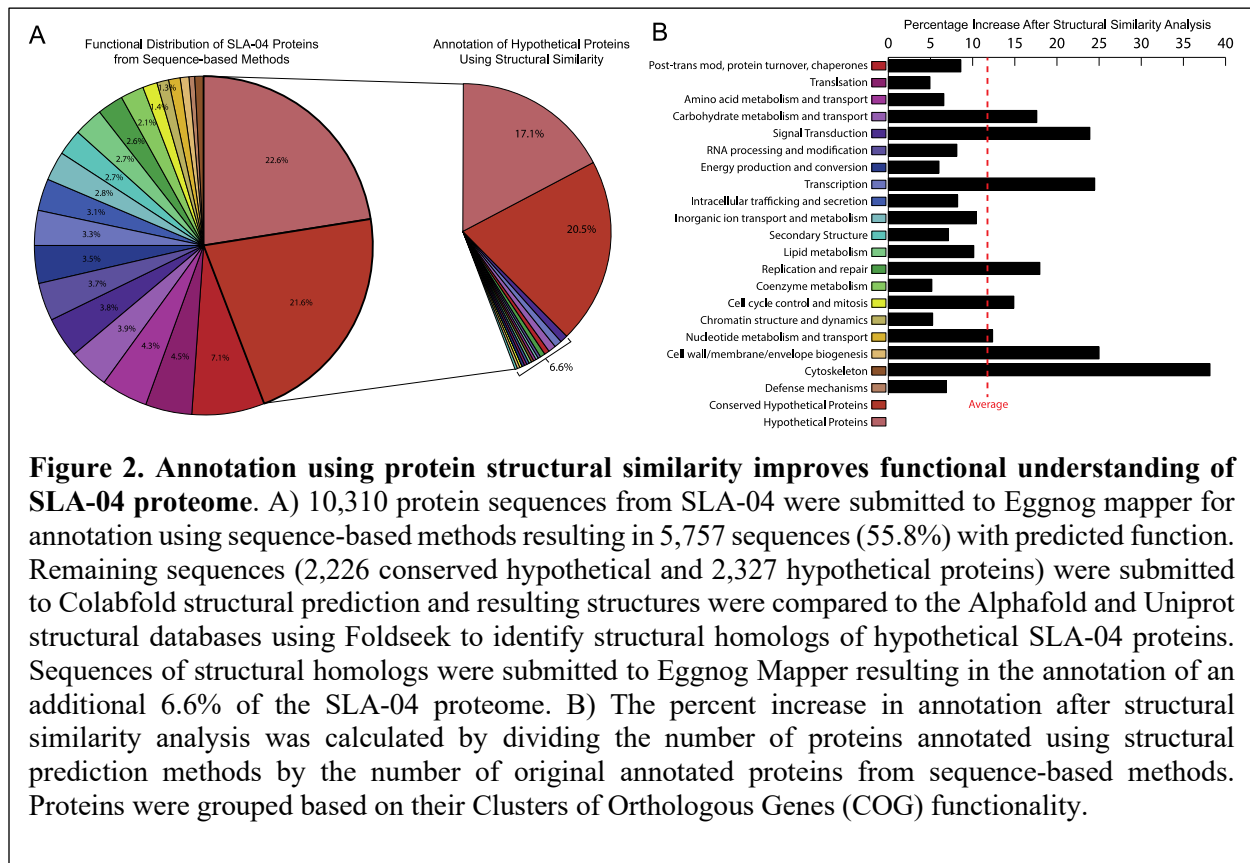 A
Functional Distribution of SLA-04 Proteins
from Sequence-based Methods
22.6%
21.6%
7.1%
4.5%
4.3%
3.9%
3.8%
3.7%
3.5%
3.3%
3.1%
2.8%
2.7%
2.7%
2.6%
2.1%
1.4%
1.3%
Annotation of Hypothetical Proteins
Using Structural Similarity
17.1%
20.5%
6.6%
B
Percentage Increase After Structural Similarity Analysis
0 5 10 15 20 25 30 35 40
Post-trans mod, protein turnover, chaperones
Translsation
Amino acid metabolism and transport
Carbohydrate metabolism and transport
Signal Transduction
RNA processing and modification
Energy production and conversion
Transcription
Intracellular trafficking and secretion
Inorganic ion transport and metabolism
Secondary Structure
Lipid metabolism
Replication and repair
Coenzyme metabolism
Cell cycle control and mitosis
Chromatin structure and dynamics
Nucleotide metabolism and transport
Cell wall/membrane/envelope biogenesis
Cytoskeleton
Defense mechanisms
Conserved Hypothetical Proteins
Hypothetical Proteins
Average
Figure 2. Annotation using protein structural similarity improves functional understanding of
SLA-04 proteome. A) 10,310 protein sequences from SLA-04 were submitted to Eggnog mapper for
annotation using sequence-based methods resulting in 5,757 sequences (55.8%) with predicted function.
Remaining sequences (2,226 conserved hypothetical and 2,327 hypothetical proteins) were submitted
to Colabfold structural prediction and resulting structures were compared to the Alphafold and Uniprot
structural databases using Foldseek to identify structural homologs of hypothetical SLA-04 proteins.
Sequences of structural homologs were submitted to Eggnog Mapper resulting in the annotation of an
additional 6.6% of the SLA-04 proteome. B) The percent increase in annotation after structural
similarity analysis was calculated by dividing the number of proteins annotated using structural
prediction methods by the number of original annotated proteins from sequence-based methods.
Proteins were grouped based on their Clusters of Orthologous Genes (COG) functionality.